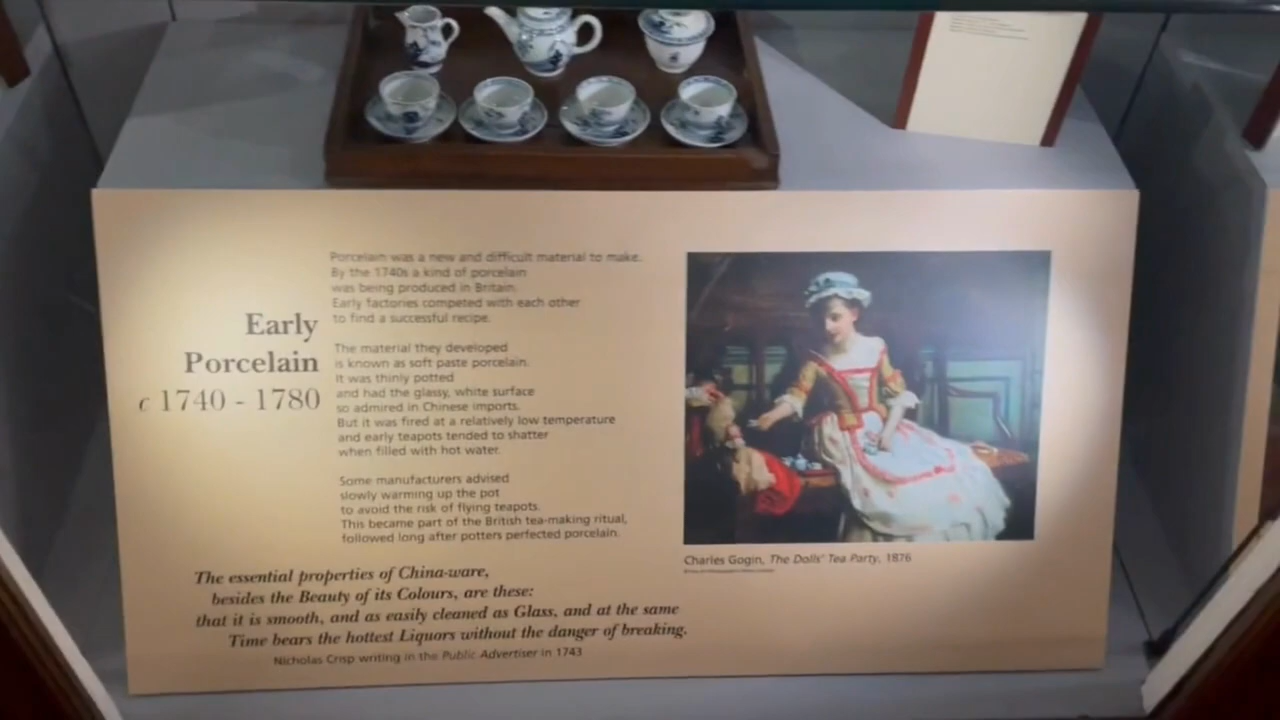 Early
Porcelain
c 1740 - 1780
Porcelain was a new and difficult material to make.
By the 1740s a kind of porcelain
was being produced in Britain.
Early factories competed with each other
to find a successful recipe.
The material they developed
is known as soft paste porcelain.
It was thinly potted
and had the glassy, white surface
so admired in Chinese imports.
But it was fired at a relatively low temperature
and early teapots tended to shatter
when filled with hot water.
Some manufacturers advised
slowly warming up the pot
to avoid the risk of flying teapots.
This became part of the British tea-making ritual,
followed long after potters perfected porcelain.
The essential properties of China-ware,
besides the Beauty of its Colours, are these:
that it is smooth, and as easily cleaned as Glass, and at the same
Time bears the hottest Liquors without the danger of breaking.
Nicholas Crisp writing in the Public Advertiser in 1743
Charles Gogin, The Dolls' Tea Party, 1876